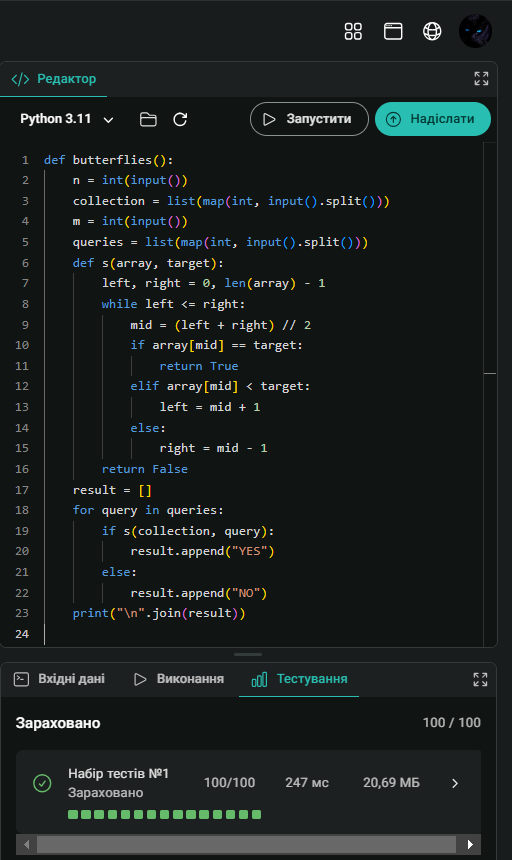 </> Редактор
Python 3.11
Запустити
Надіслати
1 def butterflies():
2     n = int(input())
3     collection = list(map(int, input().split()))
4     m = int(input())
5     queries = list(map(int, input().split()))
6     def s(array, target):
7         left, right = 0, len(array) - 1
8         while left <= right:
9             mid = (left + right) // 2
10             if array[mid] == target:
11                 return True
12             elif array[mid] < target:
13                 left = mid + 1
14             else:
15                 right = mid - 1
16         return False
17     result = []
18     for query in queries:
19         if s(collection, query):
20             result.append("YES")
21         else:
22             result.append("NO")
23     print("\n".join(result))
24
Вхідні дані
Виконання
Тестування
Зараховано 100 / 100
Набір тестів №1
Зараховано
100/100 247 мс 20,69 МБ